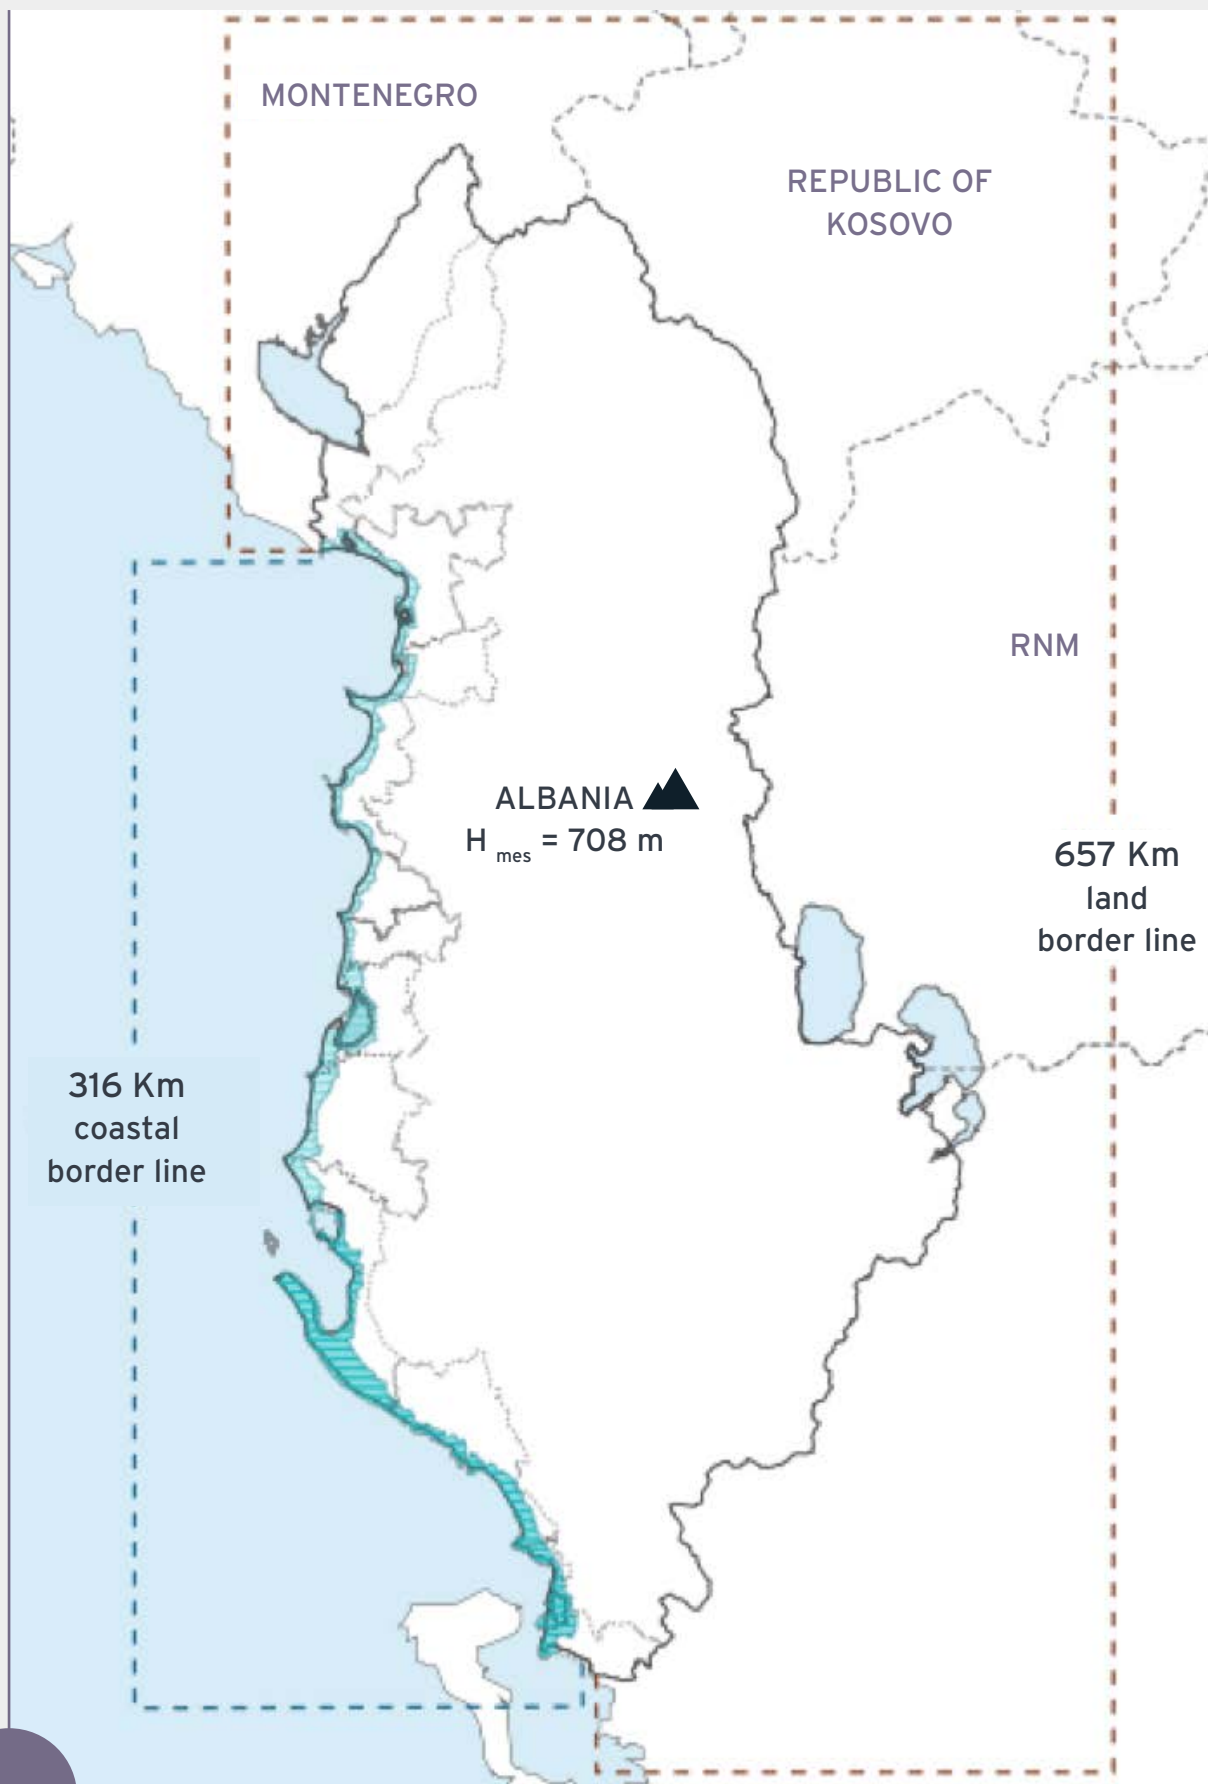 MONTENEGRO
REPUBLIC OF
KOSOVO
RNM
ALBANIA
H mes = 708 m
657 Km
land
border line
316 Km
coastal
border line